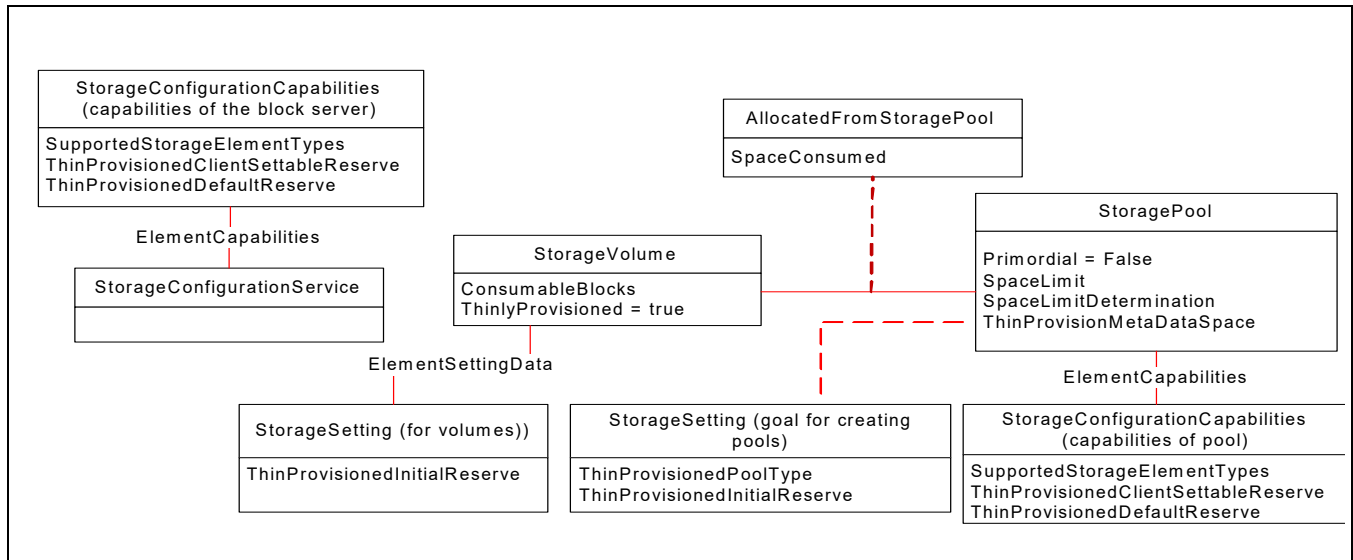 StorageConfigurationCapabilities
(capabilities of the block server)
SupportedStorageElementTypes
ThinProvisionedClientSettableReserve
ThinProvisionedDefaultReserve
ElementCapabilities
StorageConfigurationService
AllocatedFromStoragePool
SpaceConsumed
StorageVolume
ConsumableBlocks
ThinlyProvisioned = true
StoragePool
Primordial = False
SpaceLimit
SpaceLimitDetermination
ThinProvisionMetaDataSpace
ElementSettingData
ElementCapabilities
StorageSetting (for volumes))
ThinProvisionedInitialReserve
StorageSetting (goal for creating
pools)
ThinProvisionedPoolType
ThinProvisionedInitialReserve
StorageConfigurationCapabilities
(capabilities of pool)
SupportedStorageElementTypes
ThinProvisionedClientSettableReserve
ThinProvisionedDefaultReserve